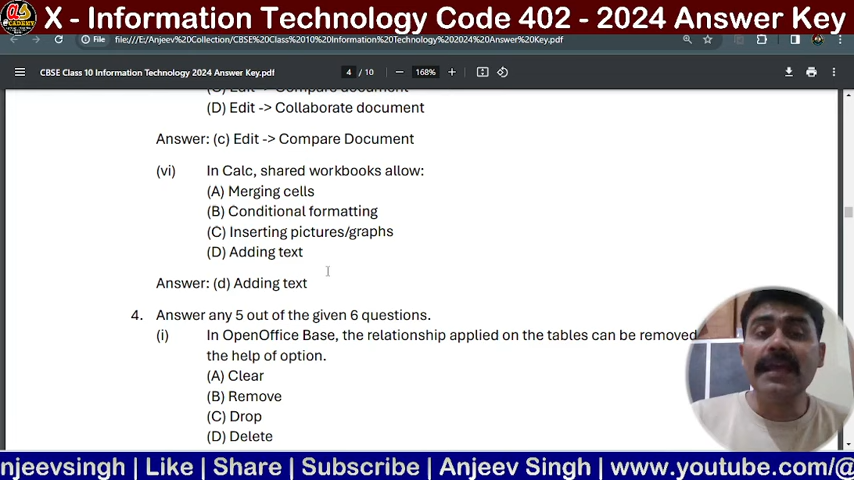 X - Information Technology Code 402 - 2024 Answer Key
File file:///E:/Anjeev%20Collection/CBSE%20Class%2010%20Information%20Technology%202024%20Answer%20Key.pdf
CBSE Class 10 Information Technology 2024 Answer Key.pdf 4 / 10 168%
(C) Edit -> Compare document
(D) Edit -> Collaborate document
Answer: (c) Edit -> Compare Document
(vi) In Calc, shared workbooks allow:
(A) Merging cells
(B) Conditional formatting
(C) Inserting pictures/graphs
(D) Adding text
Answer: (d) Adding text
4. Answer any 5 out of the given 6 questions.
(i) In OpenOffice Base, the relationship applied on the tables can be removed
the help of option.
(A) Clear
(B) Remove
(C) Drop
(D) Delete
njeevsingh | Like | Share | Subscribe | Anjeev Singh | www.youtube.com/@